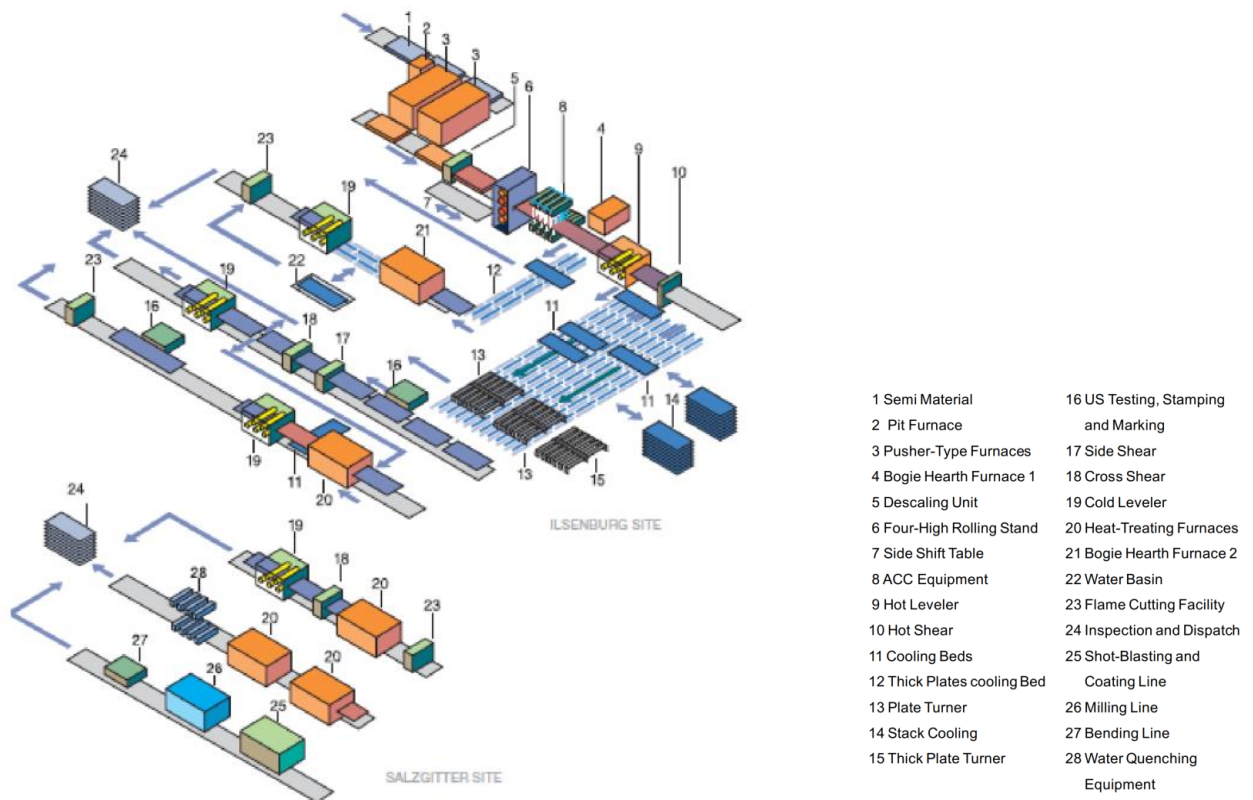 1
2
3
3
5
6
8
4
9
10
23
24
19
7
21
22
12
23
19
16
18
17
16
11
13
11
14
19
11
20
13
15
ILSENBURG SITE
24
19
18
20
23
28
20
20
27
26
25
SALZGITTER SITE
1 Semi Material
2 Pit Furnace
3 Pusher-Type Furnaces
4 Bogie Hearth Furnace 1
5 Descaling Unit
6 Four-High Rolling Stand
7 Side Shift Table
8 ACC Equipment
9 Hot Leveler
10 Hot Shear
11 Cooling Beds
12 Thick Plates cooling Bed
13 Plate Turner
14 Stack Cooling
15 Thick Plate Turner
16 US Testing, Stamping
and Marking
17 Side Shear
18 Cross Shear
19 Cold Leveler
20 Heat-Treating Furnaces
21 Bogie Hearth Furnace 2
22 Water Basin
23 Flame Cutting Facility
24 Inspection and Dispatch
25 Shot-Blasting and
Coating Line
26 Milling Line
27 Bending Line
28 Water Quenching
Equipment